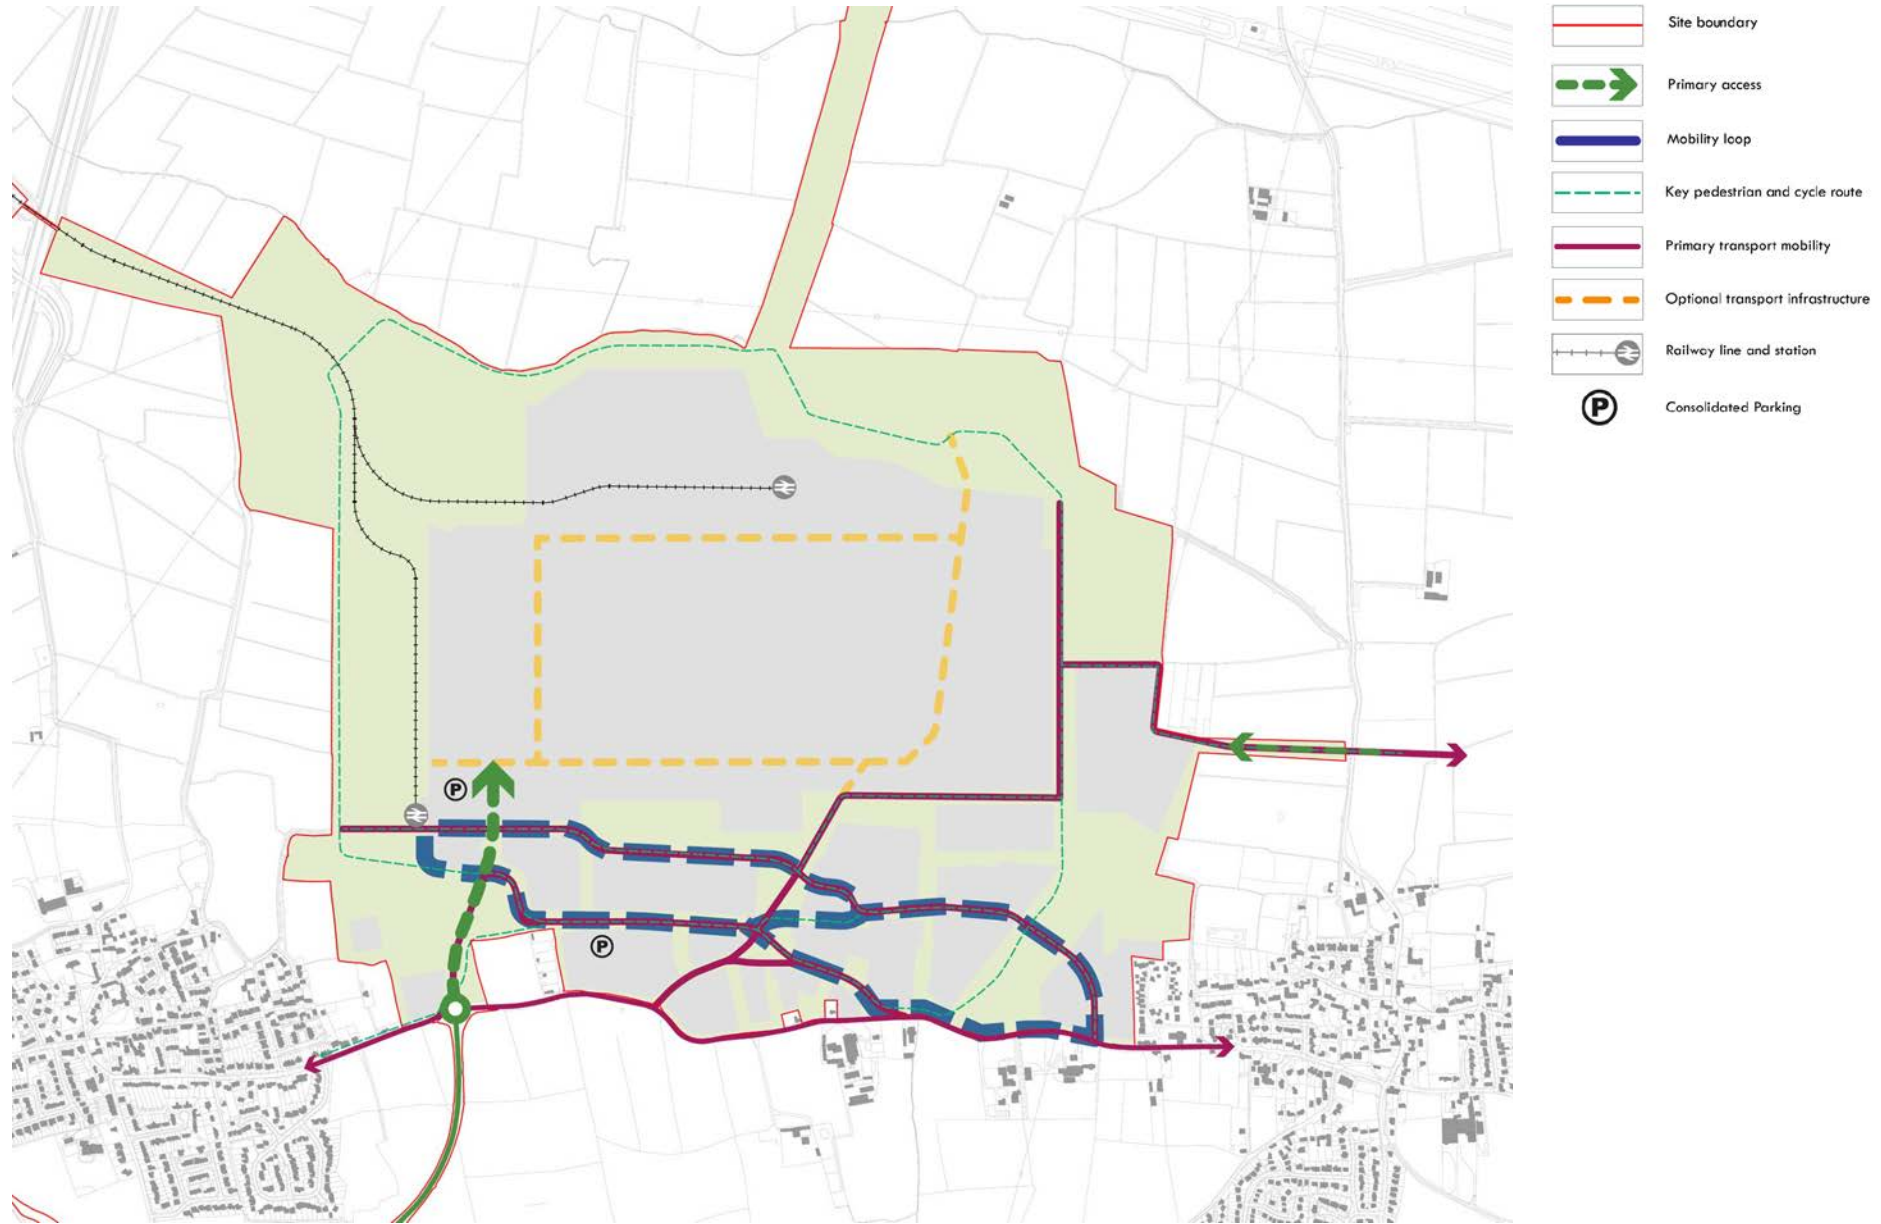 Site boundary
Primary access
Mobility loop
Key pedestrian and cycle route
Primary transport mobility
Optional transport infrastructure
Railway line and station
P
Consolidated Parking
P
P